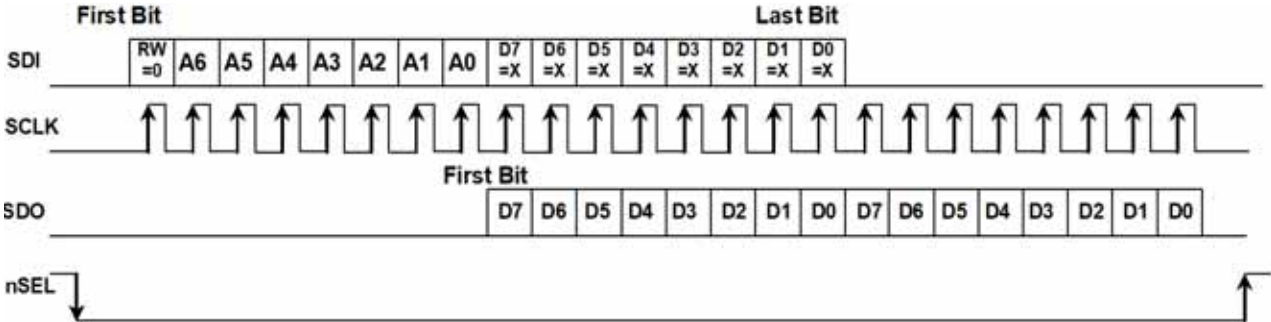 First Bit Last Bit
SDI RW =0 A6 A5 A4 A3 A2 A1 A0 D7 =X D6 =X D5 =X D4 =X D3 =X D2 =X D1 =X D0 =X
SCLK
First Bit
SDO D7 D6 D5 D4 D3 D2 D1 D0 D7 D6 D5 D4 D3 D2 D1 D0
nSEL